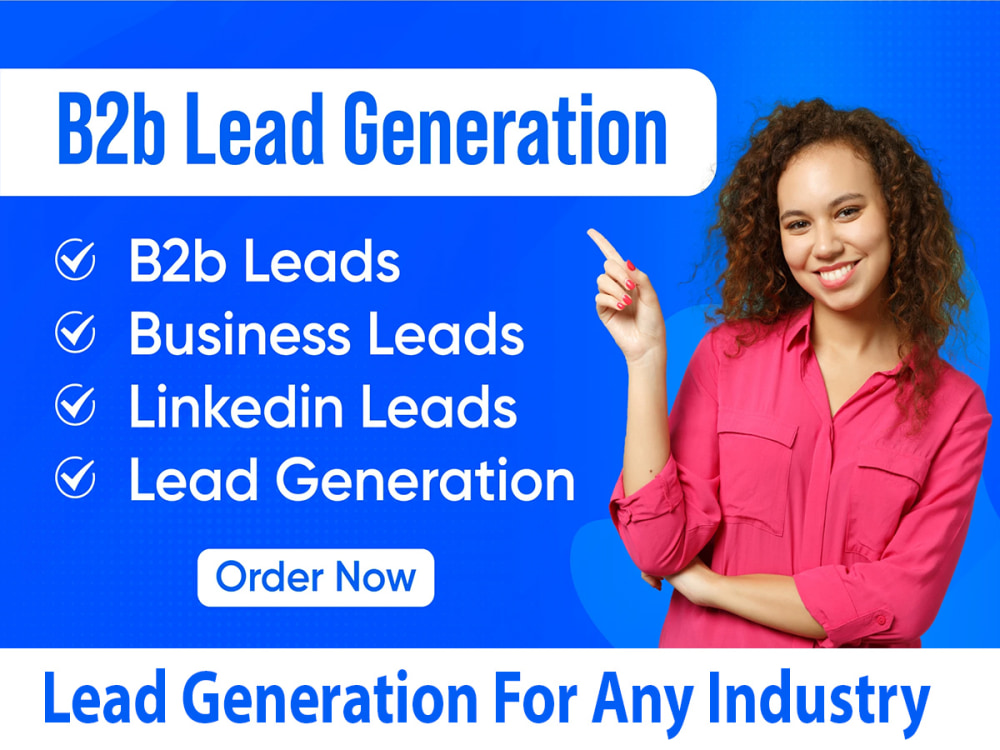 B2b Lead Generation
B2b Leads
Business Leads
Linkedin Leads
Lead Generation
Order Now
Lead Generation For Any Industry